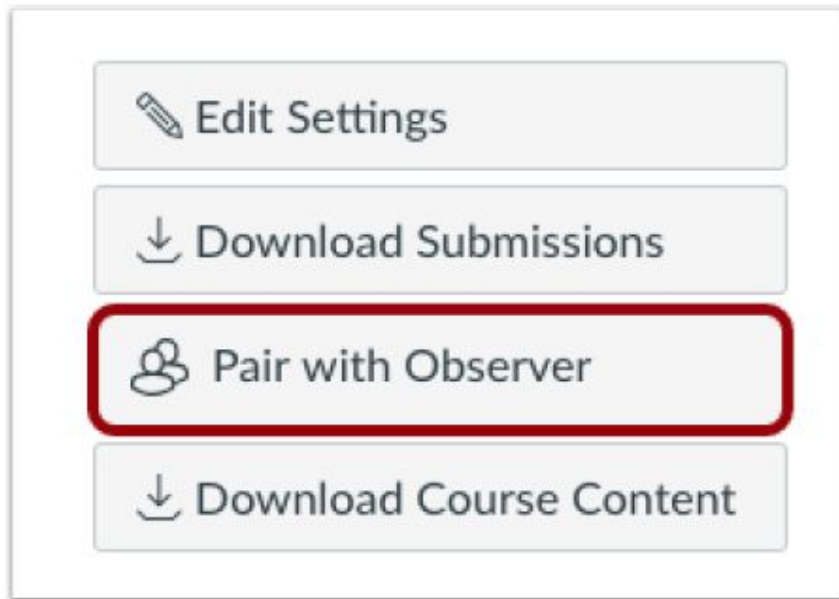 Edit Settings
Download Submissions
Pair with Observer
Download Course Content